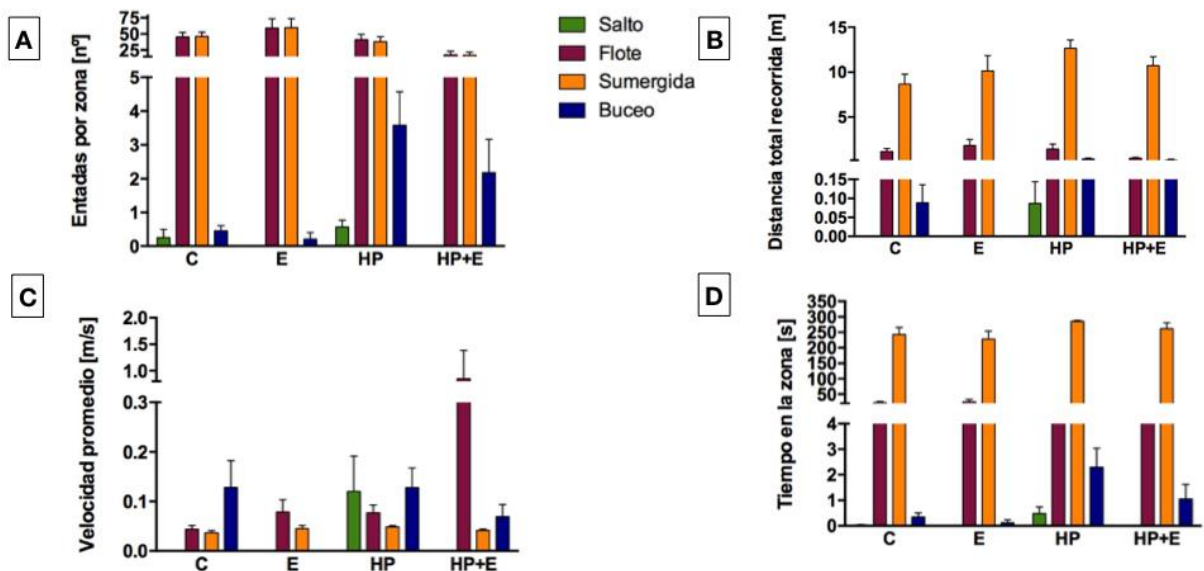 A
Entadas por zona [nº]
75
50
25
5
4
3
2
1
0
C E HP HP+E
Salto
Flote
Sumergida
Buceo
B
Distancia total recorrida [m]
15
10
5
0.15
0.10
0.05
0.00
C E HP HP+E
C
Velocidad promedio [m/s]
2.0
1.5
1.0
0.3
0.2
0.1
0.0
C E HP HP+E
D
Tiempo en la zona [s]
350
300
250
200
150
100
50
4
3
2
1
0
C E HP HP+E